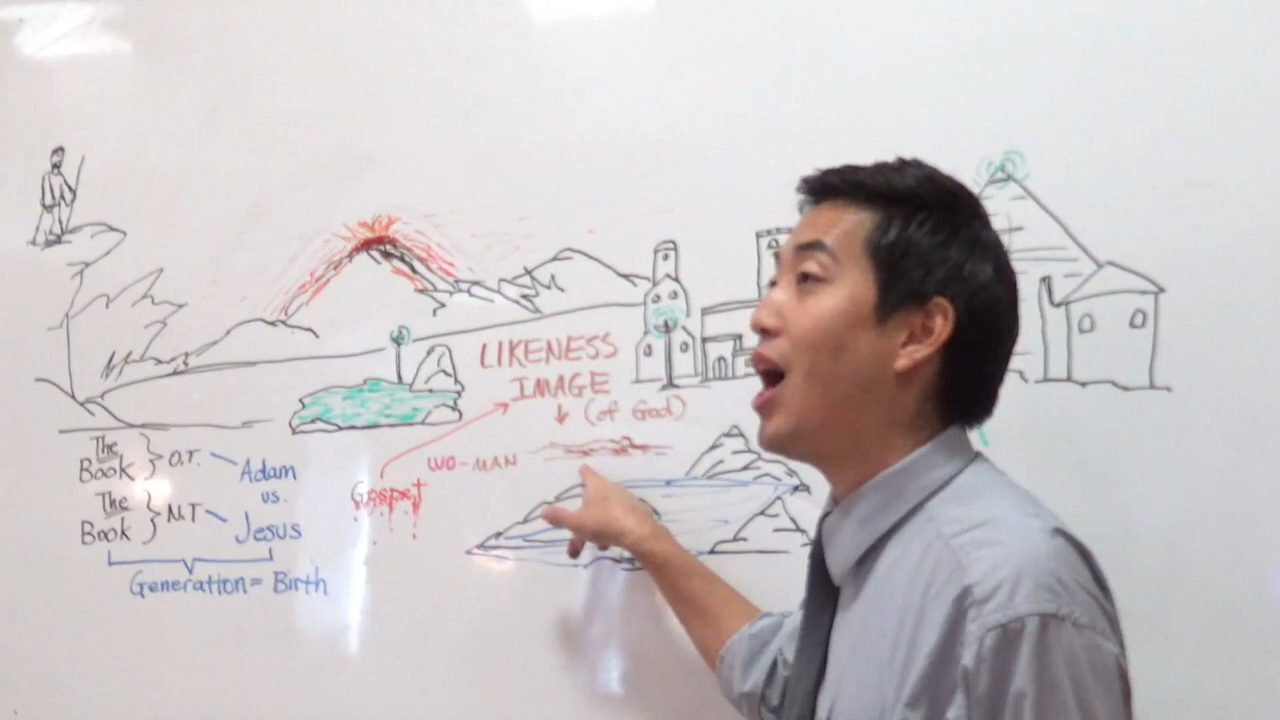 LIKENESS
IMAGE
(of God)
WO-MAN
Gospel
The
Book } O.T. Adam
vs.
The
Book } N.T Jesus
Generation = Birth